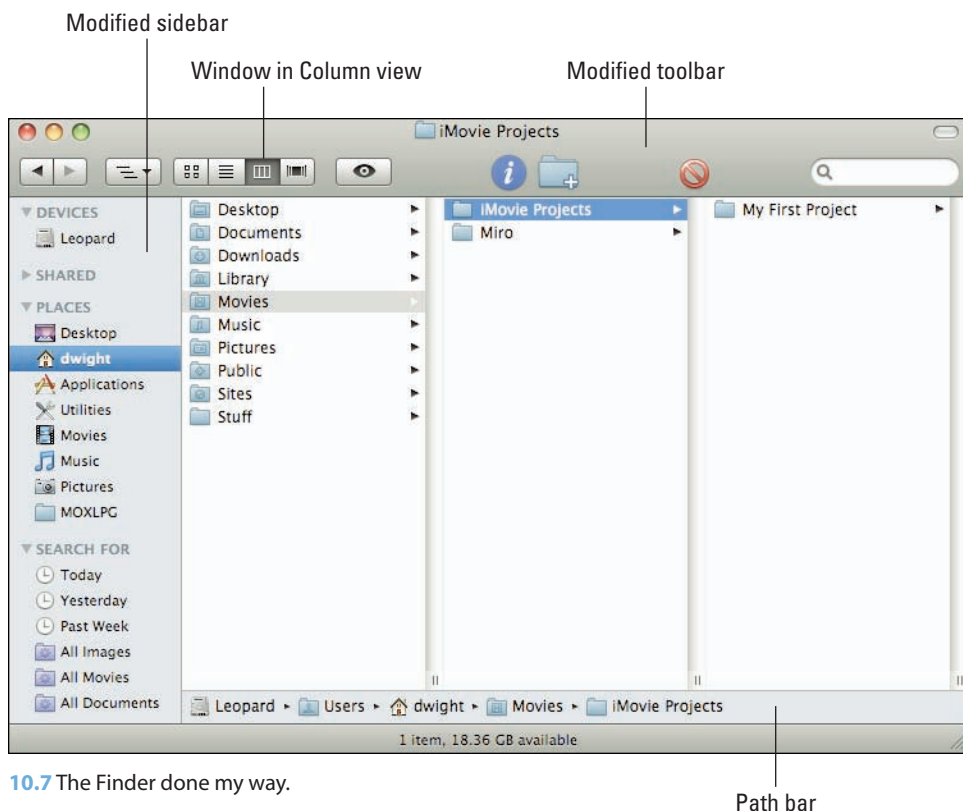 Modified sidebar
Window in Column view
Modified toolbar
iMovie Projects
DEVICES
Leopard
SHARED
PLACES
Desktop
dwight
Applications
Utilities
Movies
Music
Pictures
MOXLPG
SEARCH FOR
Today
Yesterday
Past Week
All Images
All Movies
All Documents
Desktop
Documents
Downloads
Library
Movies
Music
Pictures
Public
Sites
Stuff
iMovie Projects
Miro
My First Project
Leopard ▸ Users ▸ dwight ▸ Movies ▸ iMovie Projects
1 item, 18.36 GB available
10.7 The Finder done my way.
Path bar